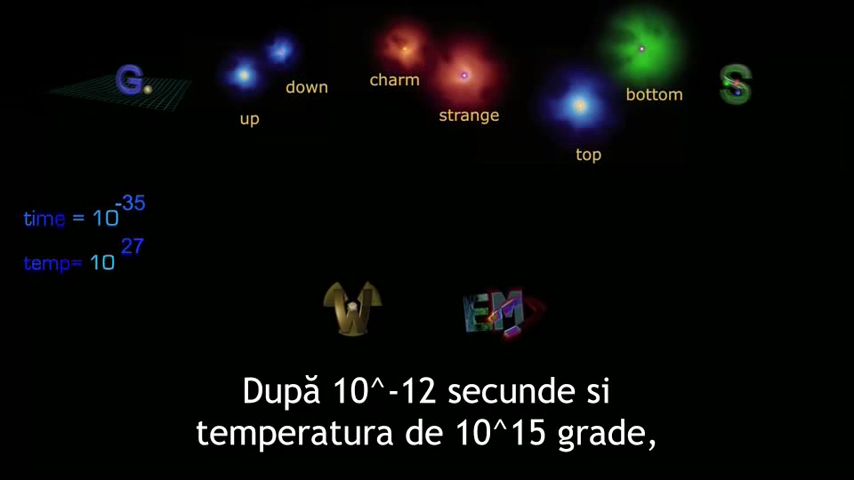 G
up
down
charm
strange
top
bottom
S
time = 10^-35
temp= 10^27
W
EM
După 10^-12 secunde si
temperatura de 10^15 grade,